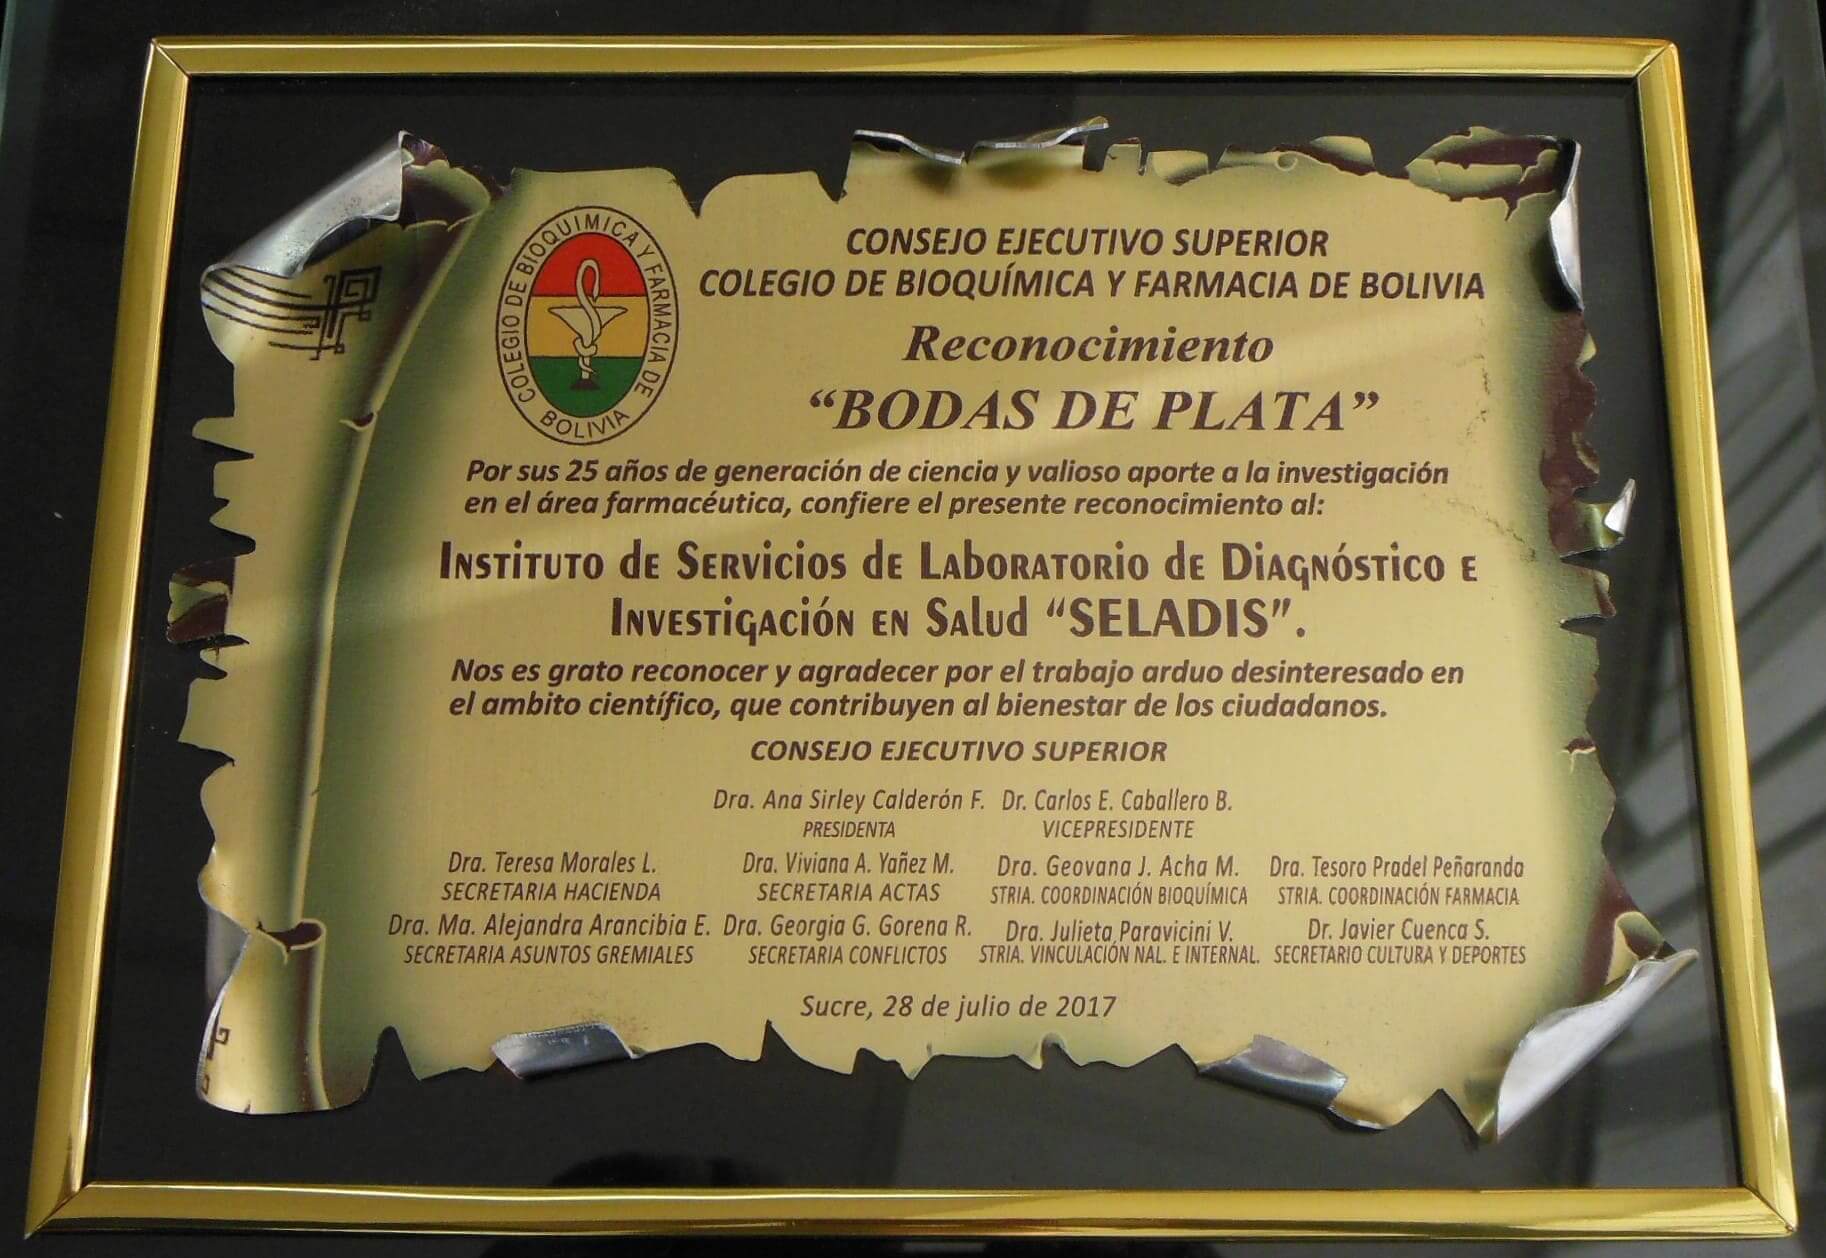 COLEGIO DE BIOQUIMICA Y FARMACIA DE BOLIVIA
CONSEJO EJECUTIVO SUPERIOR
COLEGIO DE BIOQUÍMICA Y FARMACIA DE BOLIVIA
Reconocimiento
“BODAS DE PLATA”
Por sus 25 años de generación de ciencia y valioso aporte a la investigación
en el área farmacéutica, confiere el presente reconocimiento al:
INSTITUTO de SERVICIOS de LABORATORIO de DIAGNÓSTICO E
INVESTIGACIÓN EN SALUD “SELADIS”.
Nos es grato reconocer y agradecer por el trabajo arduo desinteresado en
el ambito científico, que contribuyen al bienestar de los ciudadanos.
CONSEJO EJECUTIVO SUPERIOR
Dra. Ana Sirley Calderón F. Dr. Carlos E. Caballero B.
PRESIDENTA VICEPRESIDENTE
Dra. Teresa Morales L. Dra. Viviana A. Yañez M. Dra. Geovana J. Acha M. Dra. Tesoro Pradel Peñaranda
SECRETARIA HACIENDA SECRETARIA ACTAS STRIA. COORDINACIÓN BIOQUÍMICA STRIA. COORDINACIÓN FARMACIA
Dra. Ma. Alejandra Arancibia E. Dra. Georgia G. Gorena R. Dra. Julieta Paravicini V. Dr. Javier Cuenca S.
SECRETARIA ASUNTOS GREMIALES SECRETARIA CONFLICTOS STRIA. VINCULACIÓN NAL. E INTERNAL. SECRETARIO CULTURA Y DEPORTES
Sucre, 28 de julio de 2017